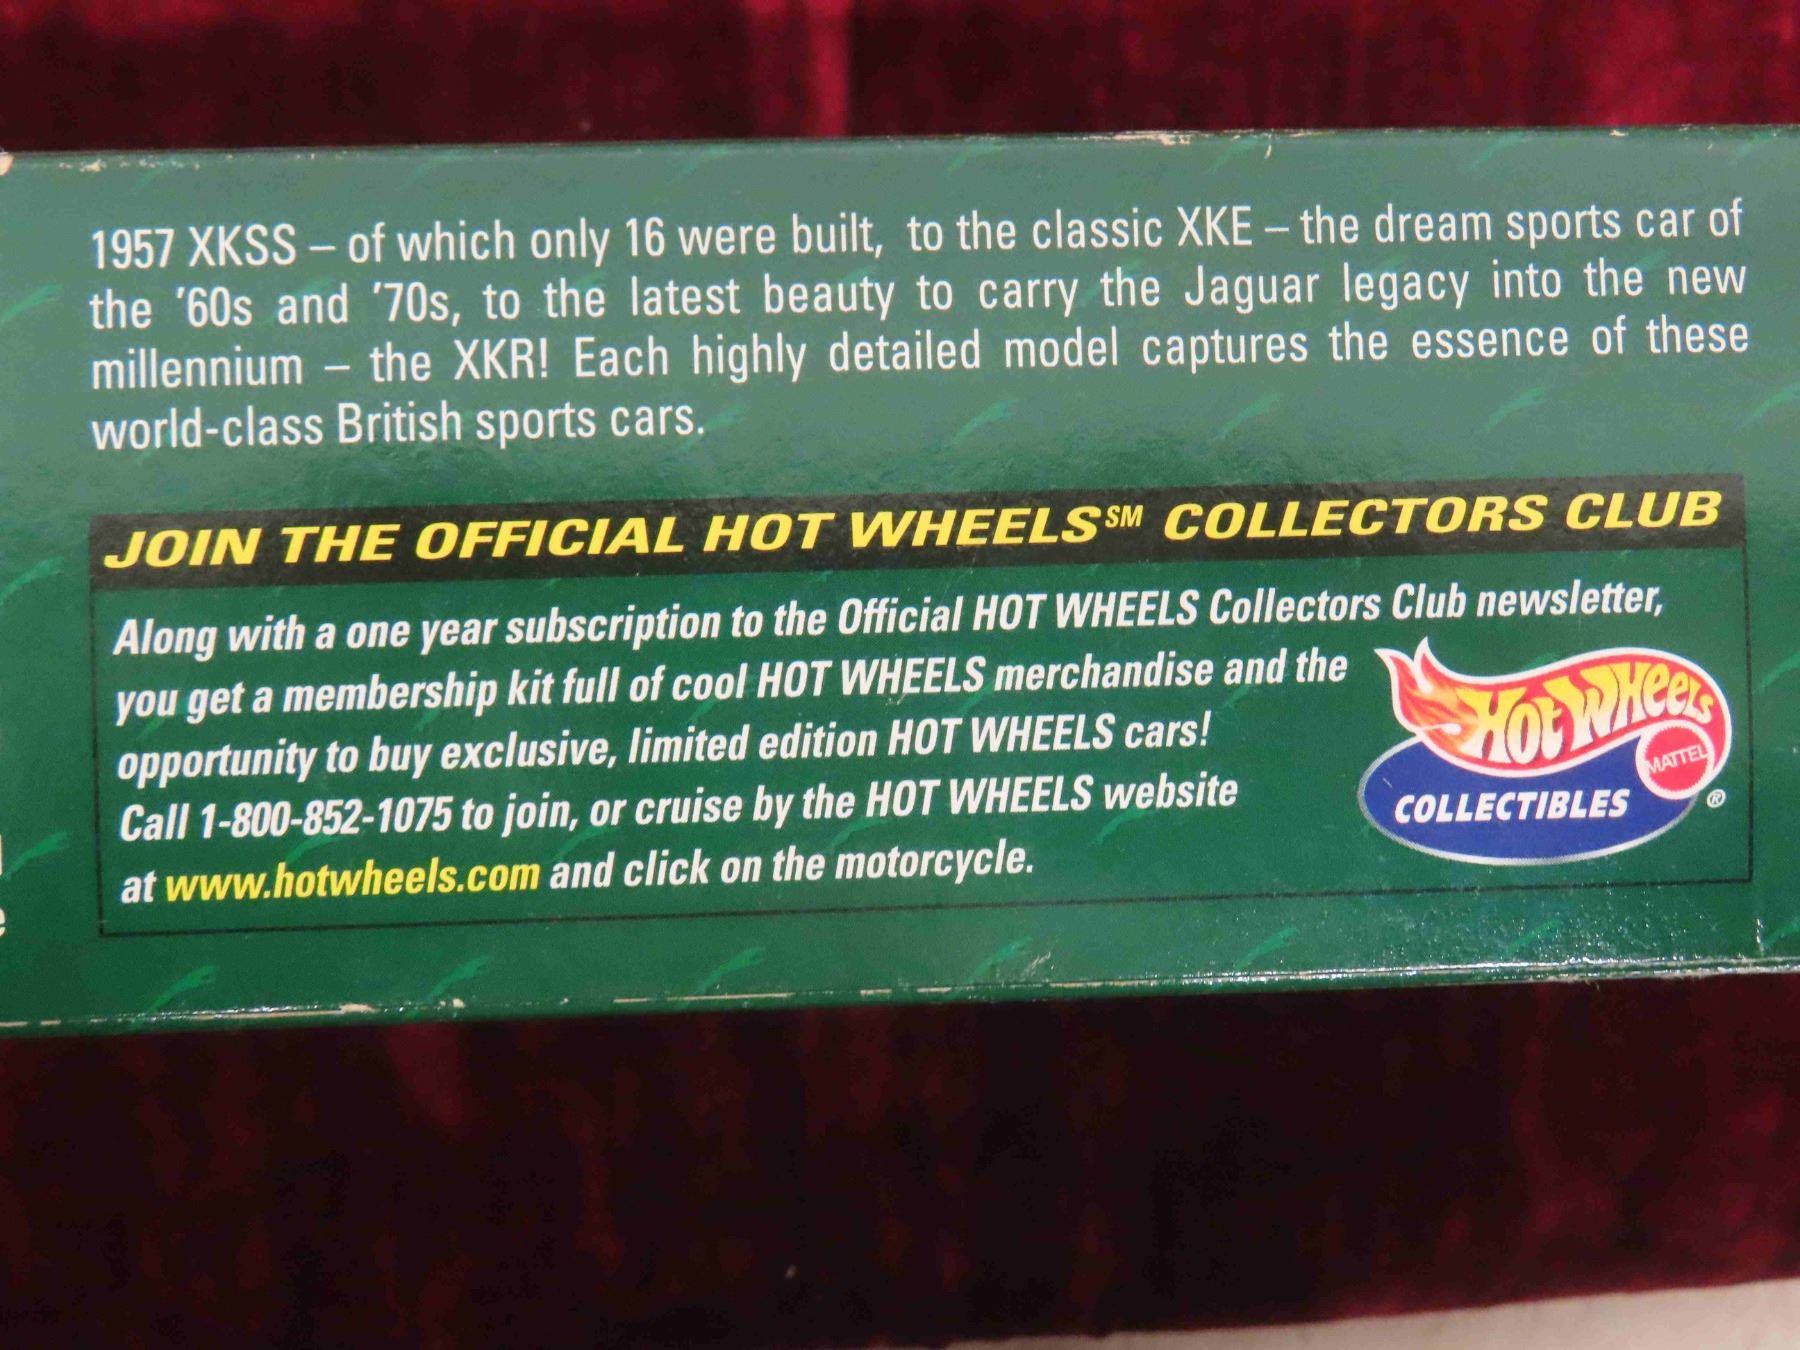 1957 XKSS – of which only 16 were built, to the classic XKE – the dream sports car of
the '60s and '70s, to the latest beauty to carry the Jaguar legacy into the new
millennium – the XKR! Each highly detailed model captures the essence of these
world-class British sports cars.
JOIN THE OFFICIAL HOT WHEELS℠ COLLECTORS CLUB
Along with a one year subscription to the Official HOT WHEELS Collectors Club newsletter,
you get a membership kit full of cool HOT WHEELS merchandise and the
opportunity to buy exclusive, limited edition HOT WHEELS cars!
Call 1-800-852-1075 to join, or cruise by the HOT WHEELS website
at www.hotwheels.com and click on the motorcycle.
Hot Wheels
MATTEL
COLLECTIBLES ®